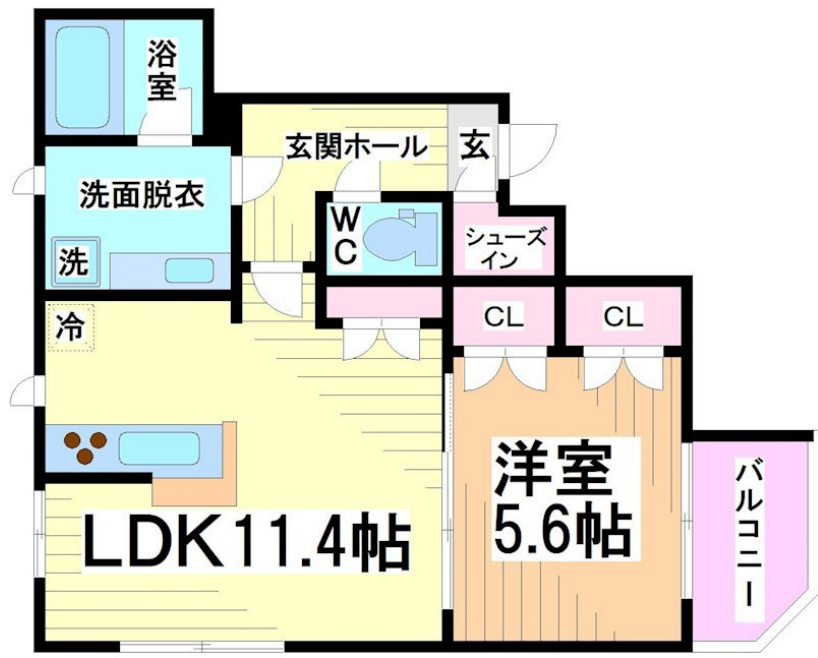 浴
室
玄関ホール
玄
洗面脱衣
W
C
シューズ
イン
洗
冷
CL
CL
洋室
5.6帖
LDK11.4帖
バルコニー